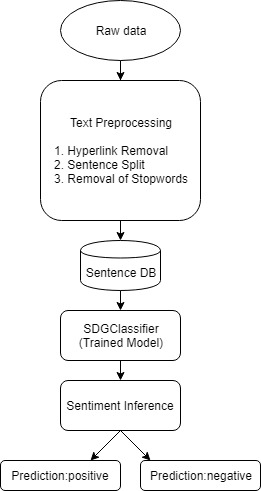 Raw data
Text Preprocessing
1. Hyperlink Removal
2. Sentence Split
3. Removal of Stopwords
Sentence DB
SDGClassifier
(Trained Model)
Sentiment Inference
Prediction:positive
Prediction:negative